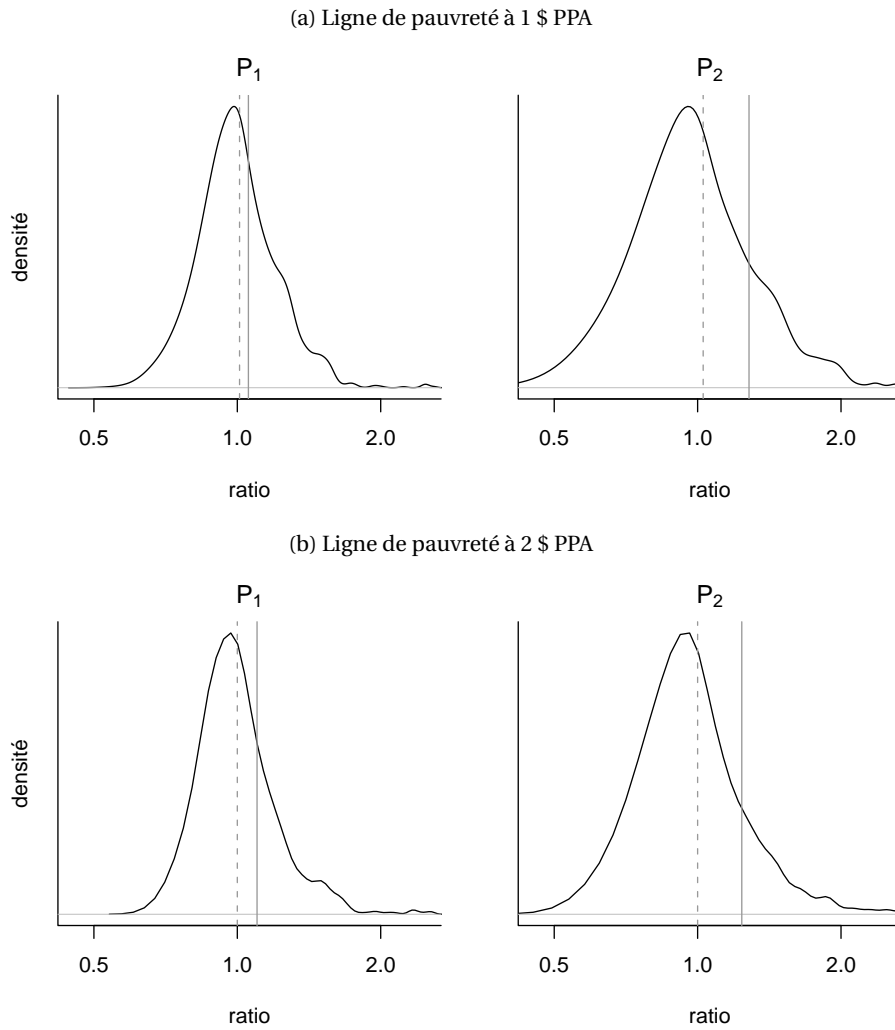 (a) Ligne de pauvreté à 1 $ PPA
P1 P2
densité
0.5 1.0 2.0 0.5 1.0 2.0
ratio ratio
(b) Ligne de pauvreté à 2 $ PPA
P1 P2
densité
0.5 1.0 2.0 0.5 1.0 2.0
ratio ratio